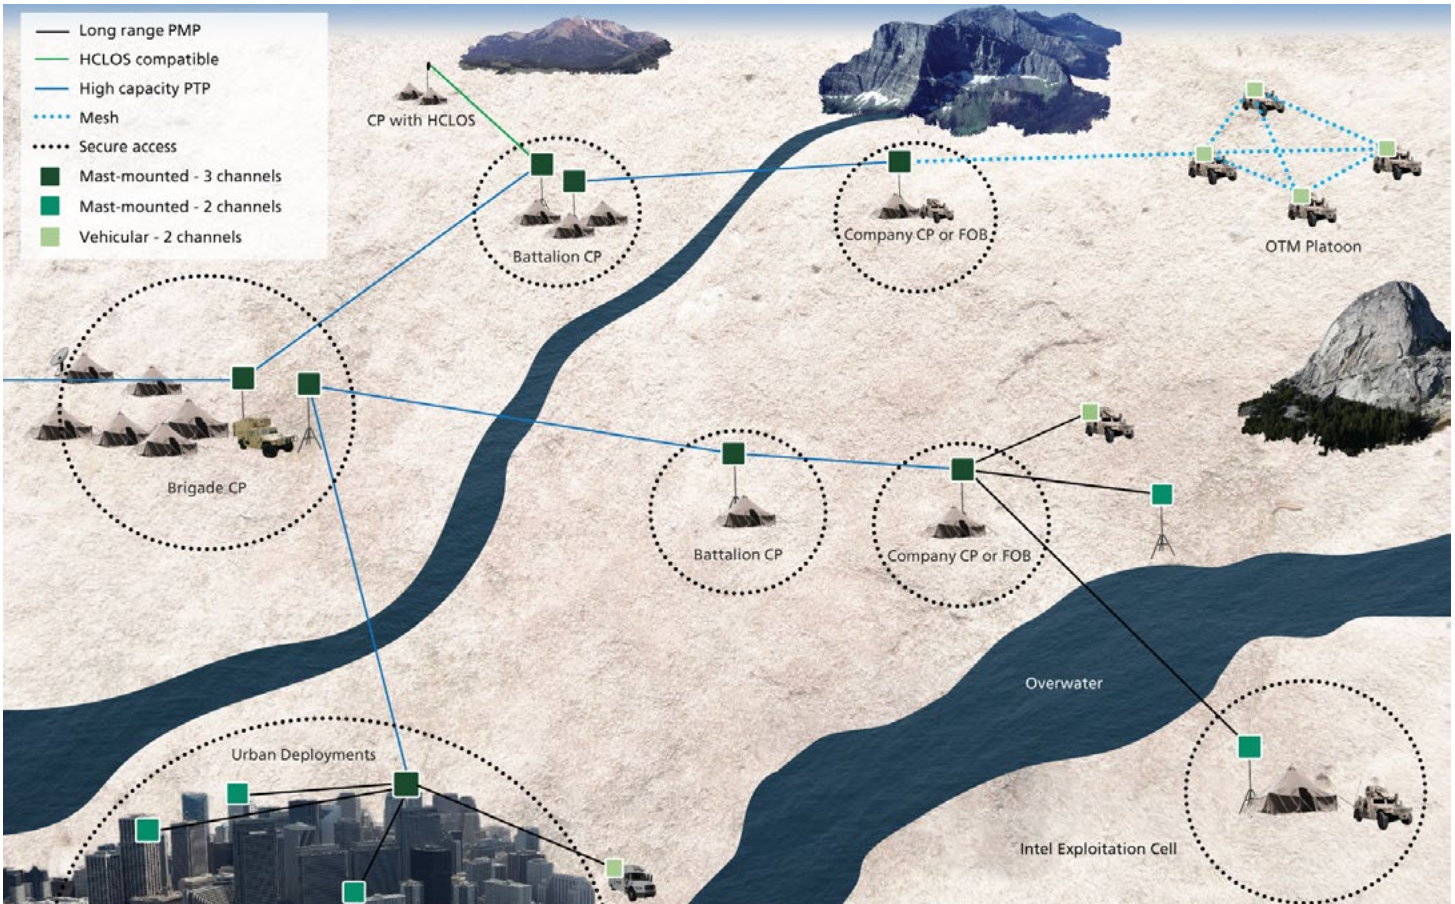 Long range PMP
HCLOS compatible
High capacity PTP
Mesh
Secure access
Mast-mounted - 3 channels
Mast-mounted - 2 channels
Vehicular - 2 channels
CP with HCLOS
Battalion CP
Company CP or FOB
OTM Platoon
Brigade CP
Battalion CP
Company CP or FOB
Overwater
Urban Deployments
Intel Exploitation Cell